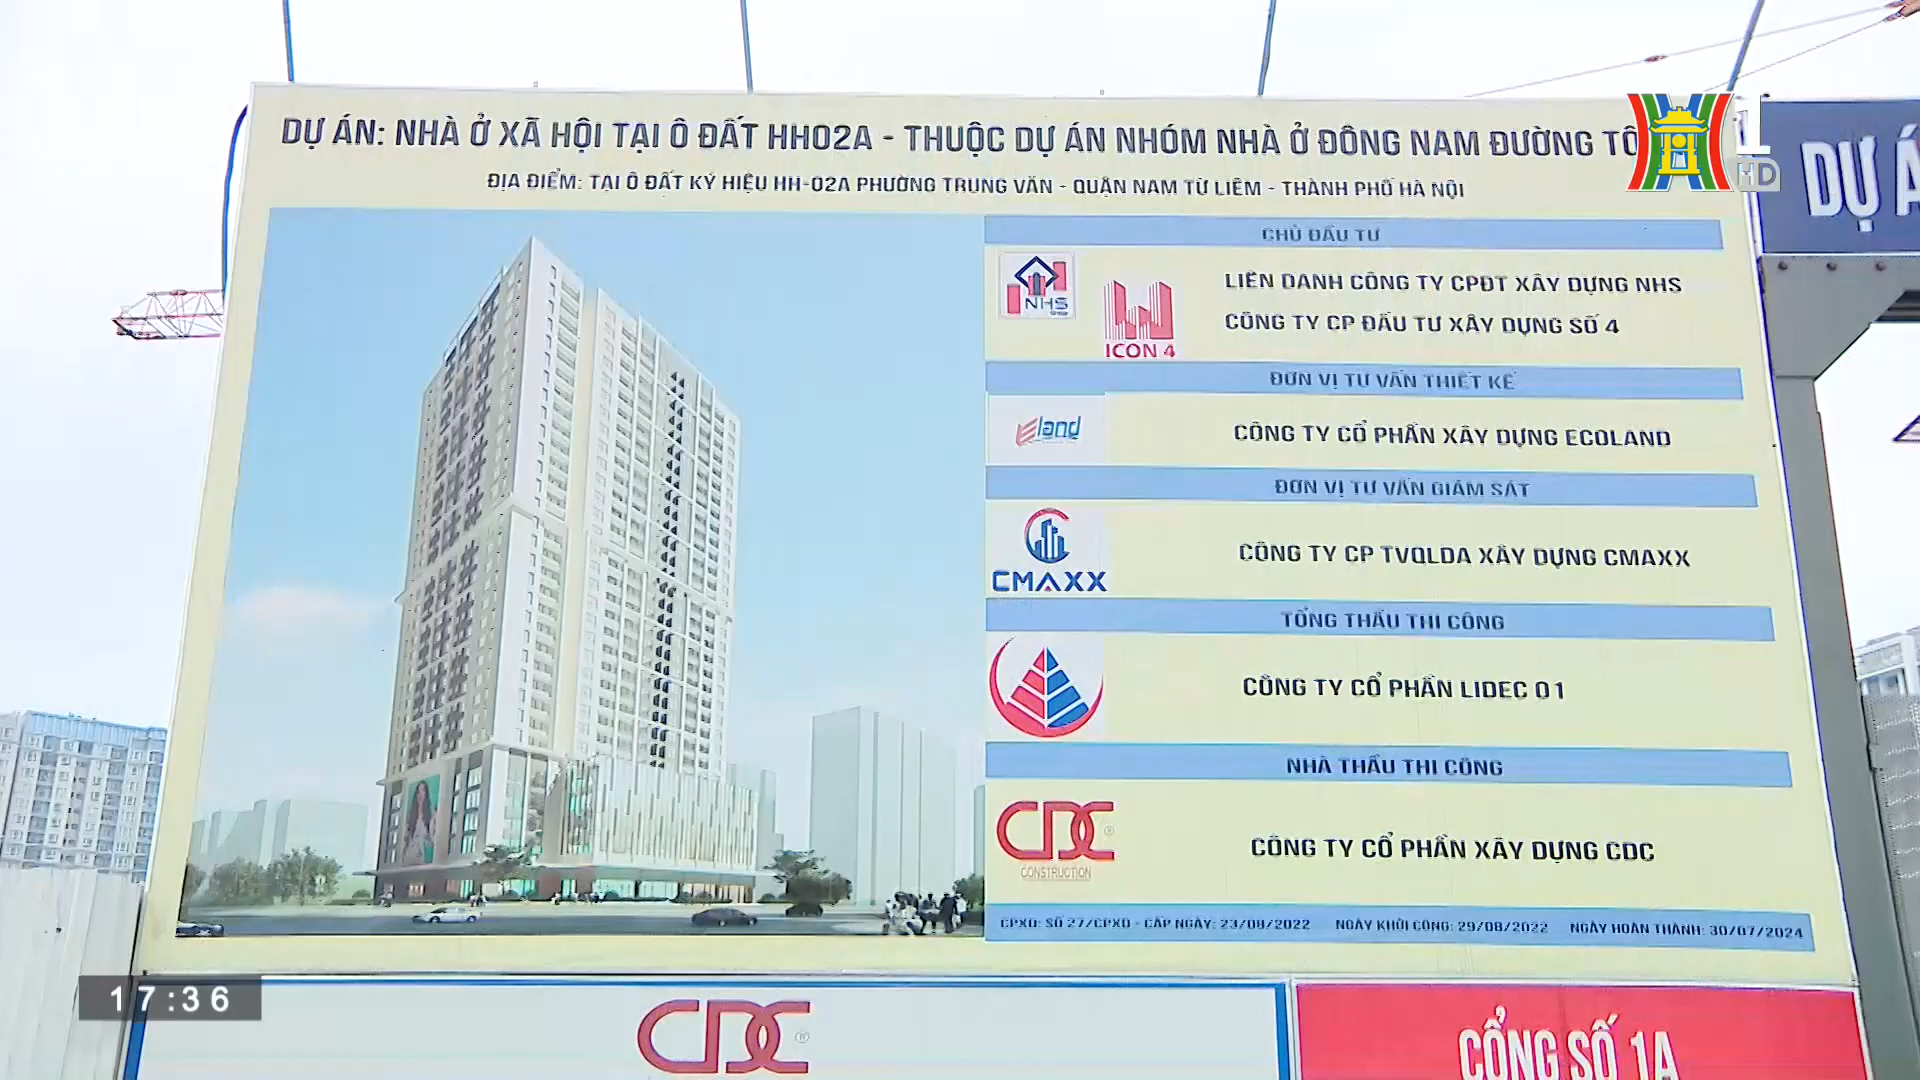 DỰ ÁN: NHÀ Ở XÃ HỘI TẠI Ô ĐẤT HH02A - THUỘC DỰ ÁN NHÓM NHÀ Ở ĐÔNG NAM ĐƯỜNG TỐ
ĐỊA ĐIỂM: TẠI Ô ĐẤT KÝ HIỆU HH-02A PHƯỜNG TRUNG VĂN - QUẬN NAM TỪ LIÊM - THÀNH PHỐ HÀ NỘI
1
HD
DỰ Á
CHỦ ĐẦU TƯ
NHS
Group
ICON 4
LIÊN DANH CÔNG TY CPĐT XÂY DỰNG NHS
CÔNG TY CP ĐẦU TƯ XÂY DỰNG SỐ 4
ĐƠN VỊ TƯ VẤN THIẾT KẾ
Eland
CÔNG TY CỔ PHẦN XÂY DỰNG ECOLAND
ĐƠN VỊ TƯ VẤN GIÁM SÁT
CMAXX
CÔNG TY CP TVQLDA XÂY DỰNG CMAXX
TỔNG THẦU THI CÔNG
CÔNG TY CỔ PHẦN LIDEC 01
NHÀ THẦU THI CÔNG
CDC
CONSTRUCTION
CÔNG TY CỔ PHẦN XÂY DỰNG CDC
CPXD: SỐ 27/CPXD - CẤP NGÀY: 23/08/2022 NGÀY KHỞI CÔNG: 29/08/2022 NGÀY HOÀN THÀNH: 30/07/2024
17:36
CDC
CỔNG SỐ 1A